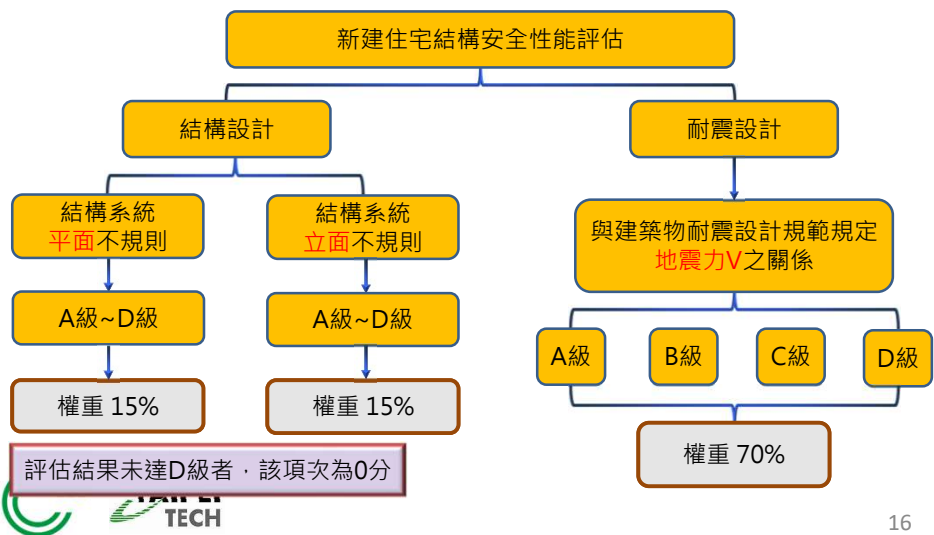 新建住宅結構安全性能評估
結構設計
耐震設計
結構系統
平面不規則
結構系統
立面不規則
與建築物耐震設計規範規定
地震力V之關係
A級~D級
A級~D級
A級
B級
C級
D級
權重 15%
權重 15%
權重 70%
評估結果未達D級者，該項次為0分
TECH
16